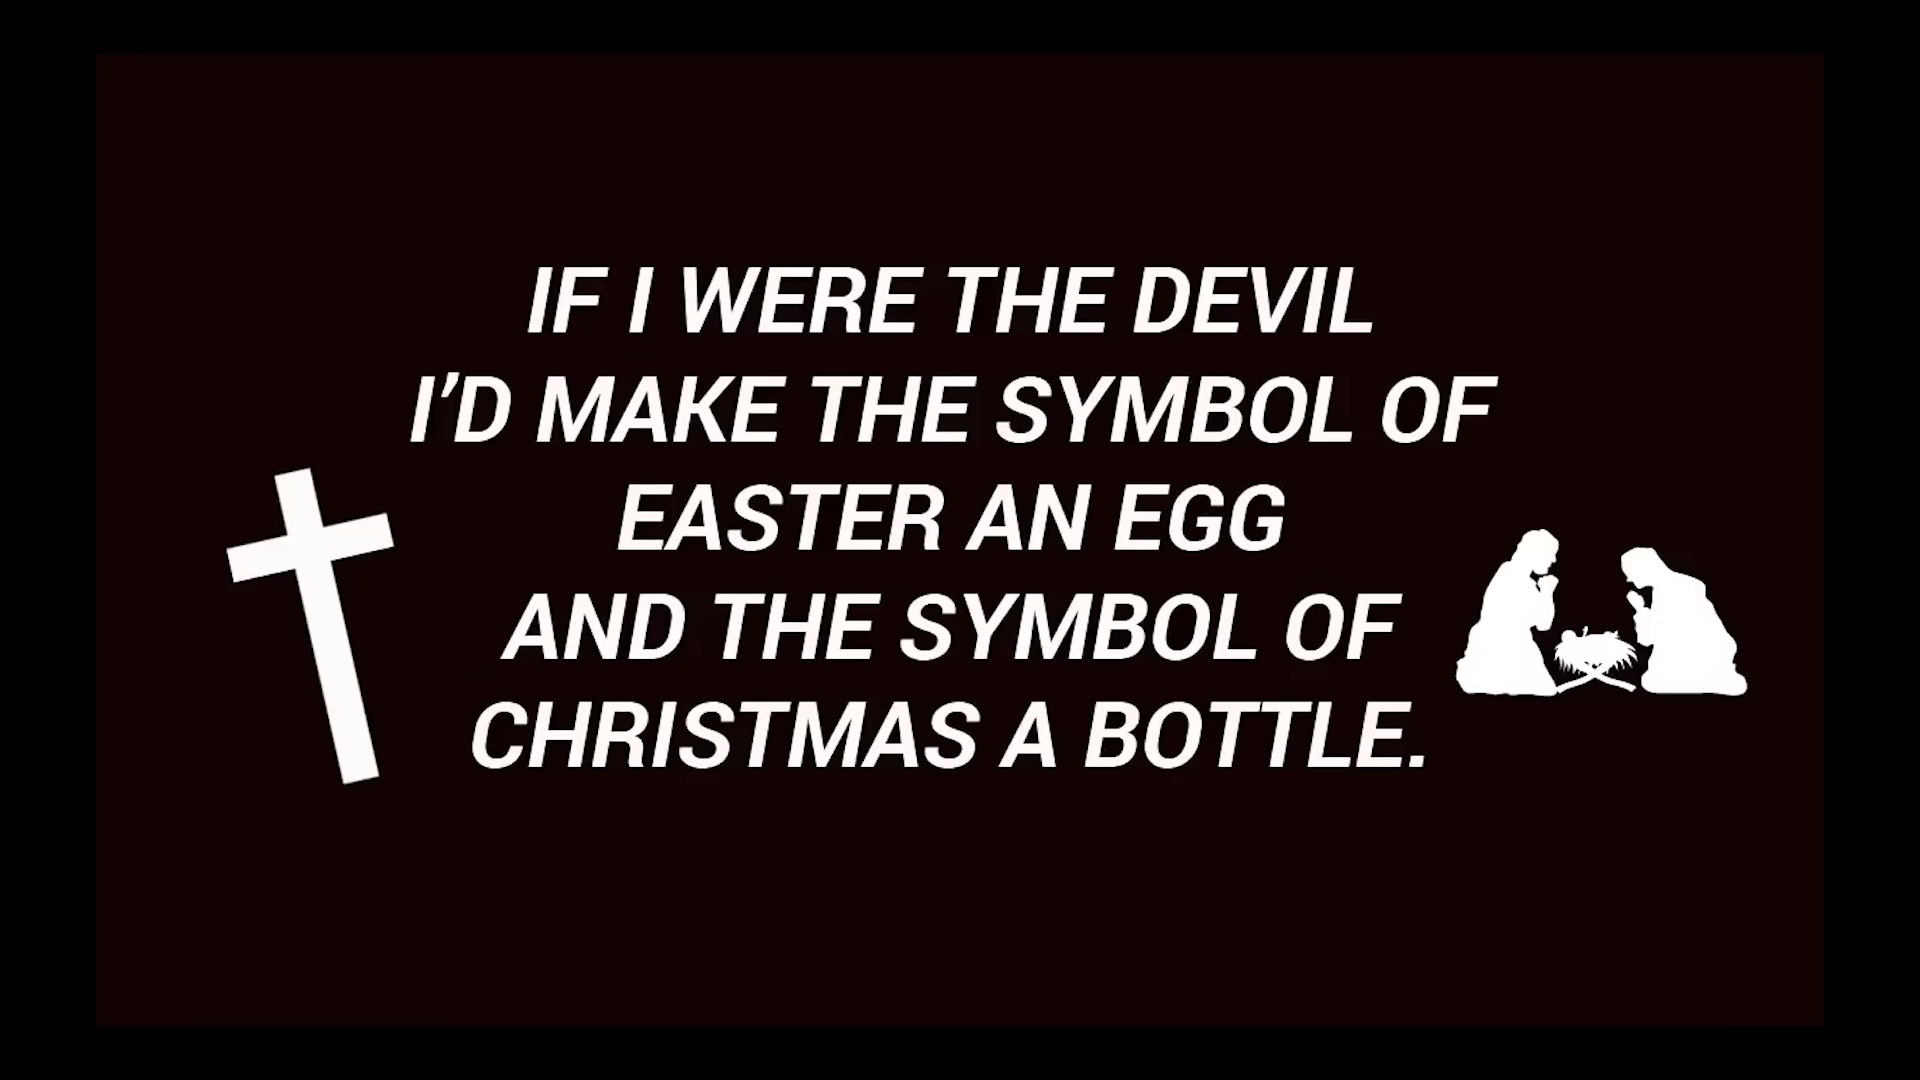 IF I WERE THE DEVIL
I'D MAKE THE SYMBOL OF
EASTER AN EGG
AND THE SYMBOL OF
CHRISTMAS A BOTTLE.